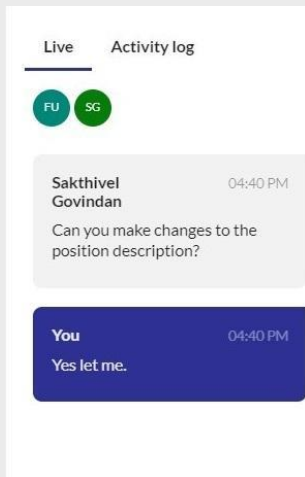 Live Activity log
FU SG
Sakthivel 04:40 PM
Govindan
Can you make changes to the
position description?
You 04:40 PM
Yes let me.